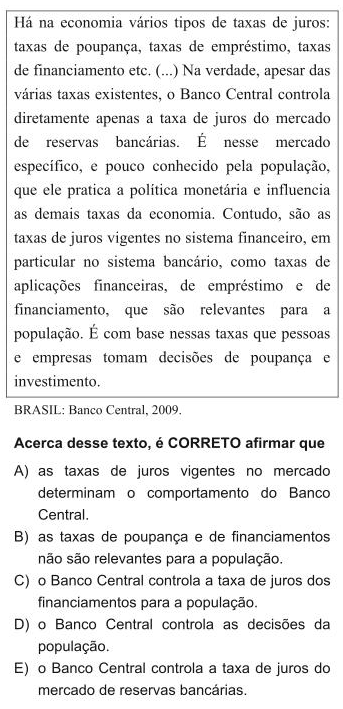 Há na economia vários tipos de taxas de juros:
taxas de poupança, taxas de empréstimo, taxas
de financiamento etc. (...) Na verdade, apesar das
várias taxas existentes, o Banco Central controla
diretamente apenas a taxa de juros do mercado
de reservas bancárias. É nesse mercado
específico, e pouco conhecido pela população,
que ele pratica a política monetária e influencia
as demais taxas da economia. Contudo, são as
taxas de juros vigentes no sistema financeiro, em
particular no sistema bancário, como taxas de
aplicações financeiras, de empréstimo e de
financiamento, que são relevantes para a
população. É com base nessas taxas que pessoas
e empresas tomam decisões de poupança e
investimento.
BRASIL: Banco Central, 2009.
Acerca desse texto, é CORRETO afirmar que
A) as taxas de juros vigentes no mercado
determinam o comportamento do Banco
Central.
B) as taxas de poupança e de financiamentos
não são relevantes para a população.
C) o Banco Central controla a taxa de juros dos
financiamentos para a população.
D) o Banco Central controla as decisões da
população.
E) o Banco Central controla a taxa de juros do
mercado de reservas bancárias.